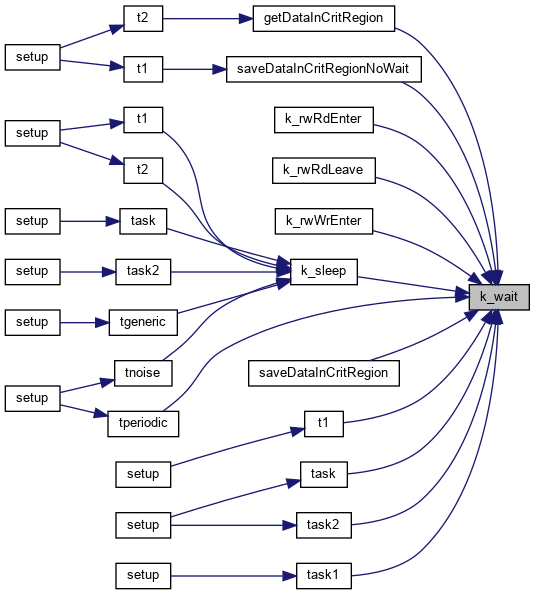 t2
getDataInCritRegion
setup
t1
saveDataInCritRegionNoWait
t1
k_rwRdEnter
setup
t2
k_rwRdLeave
setup
task
k_rwWrEnter
setup
task2
k_sleep
k_wait
setup
tgeneric
tnoise
saveDataInCritRegion
setup
tperiodic
t1
setup
task
setup
task2
setup
task1